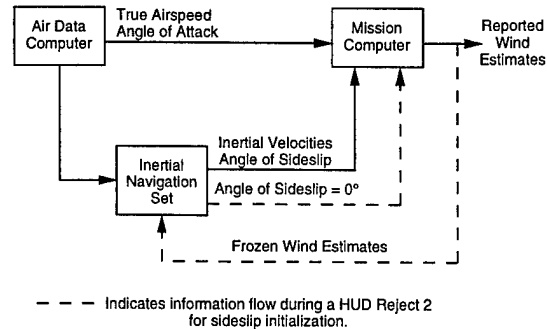 Air Data
Computer
True Airspeed
Angle of Attack
Mission
Computer
Reported
Wind
Estimates
Inertial
Navigation
Set
Inertial Velocities
Angle of Sideslip
Angle of Sideslip = 0°
Frozen Wind Estimates
— — — Indicates information flow during a HUD Reject 2
for sideslip initialization.